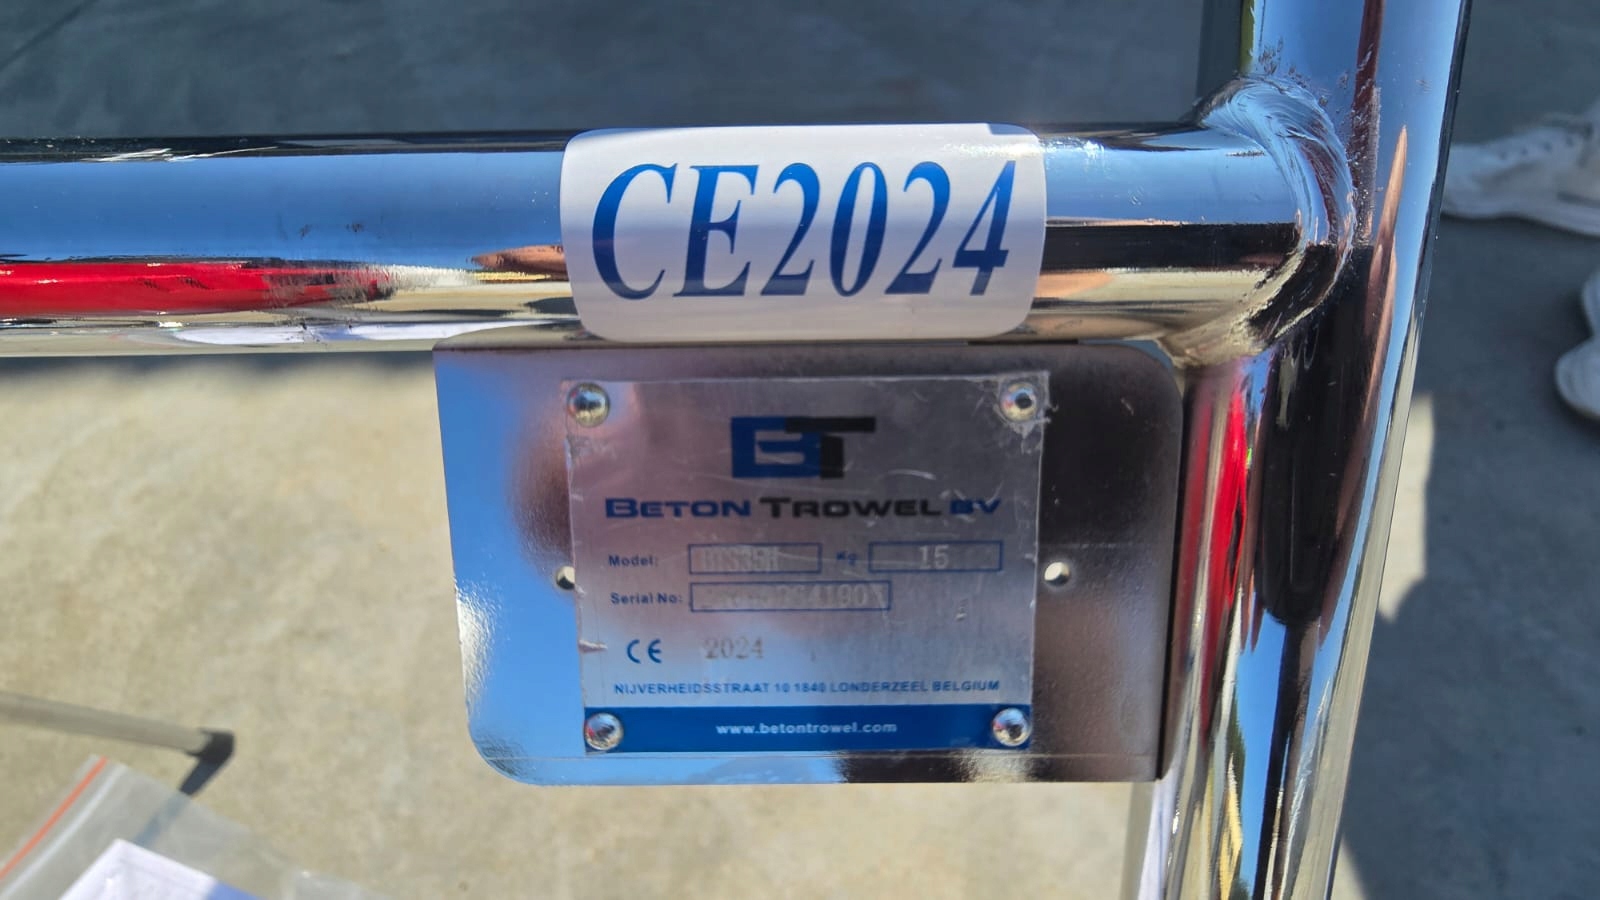 CE2024
BT
BETON TROWEL BV
Model: Kg 15
Serial No:
CE 2024
NIJVERHEIDSSTRAAT 10 1840 LONDERZEEL BELGIUM
www.betontrowel.com